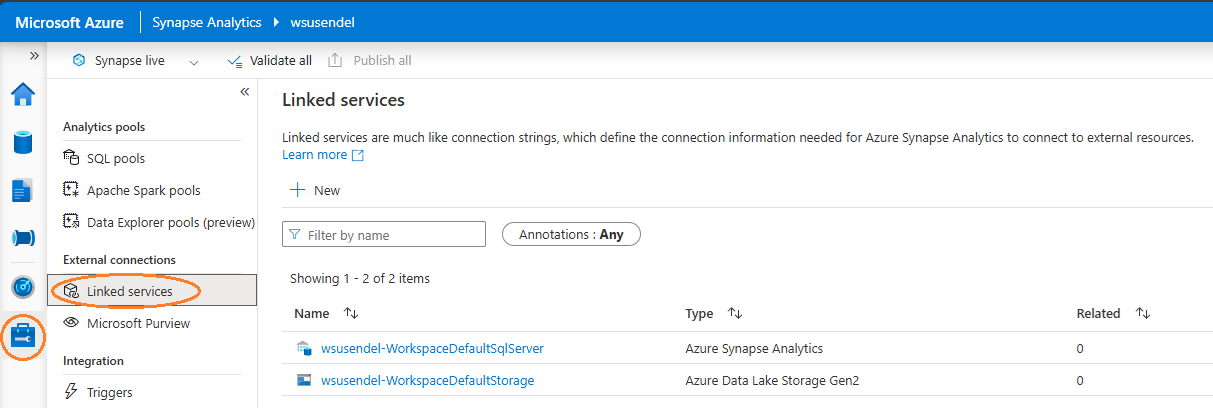 Microsoft Azure | Synapse Analytics › wsusendel
»
Synapse live Validate all Publish all
«
Analytics pools
SQL pools
Apache Spark pools
Data Explorer pools (preview)
External connections
Linked services
Microsoft Purview
Integration
Triggers
Linked services
Linked services are much like connection strings, which define the connection information needed for Azure Synapse Analytics to connect to external resources.
Learn more
New
Filter by name Annotations : Any
Showing 1 - 2 of 2 items
Name Type Related
wsusendel-WorkspaceDefaultSqlServer Azure Synapse Analytics 0
wsusendel-WorkspaceDefaultStorage Azure Data Lake Storage Gen2 0